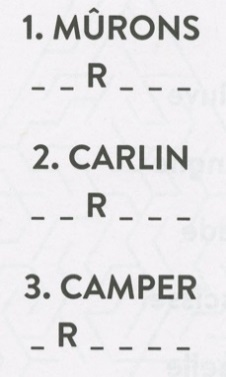 1. MÛRONS
_ _ R _ _ _
2. CARLIN
_ _ R _ _ _
3. CAMPER
_ R _ _ _ _